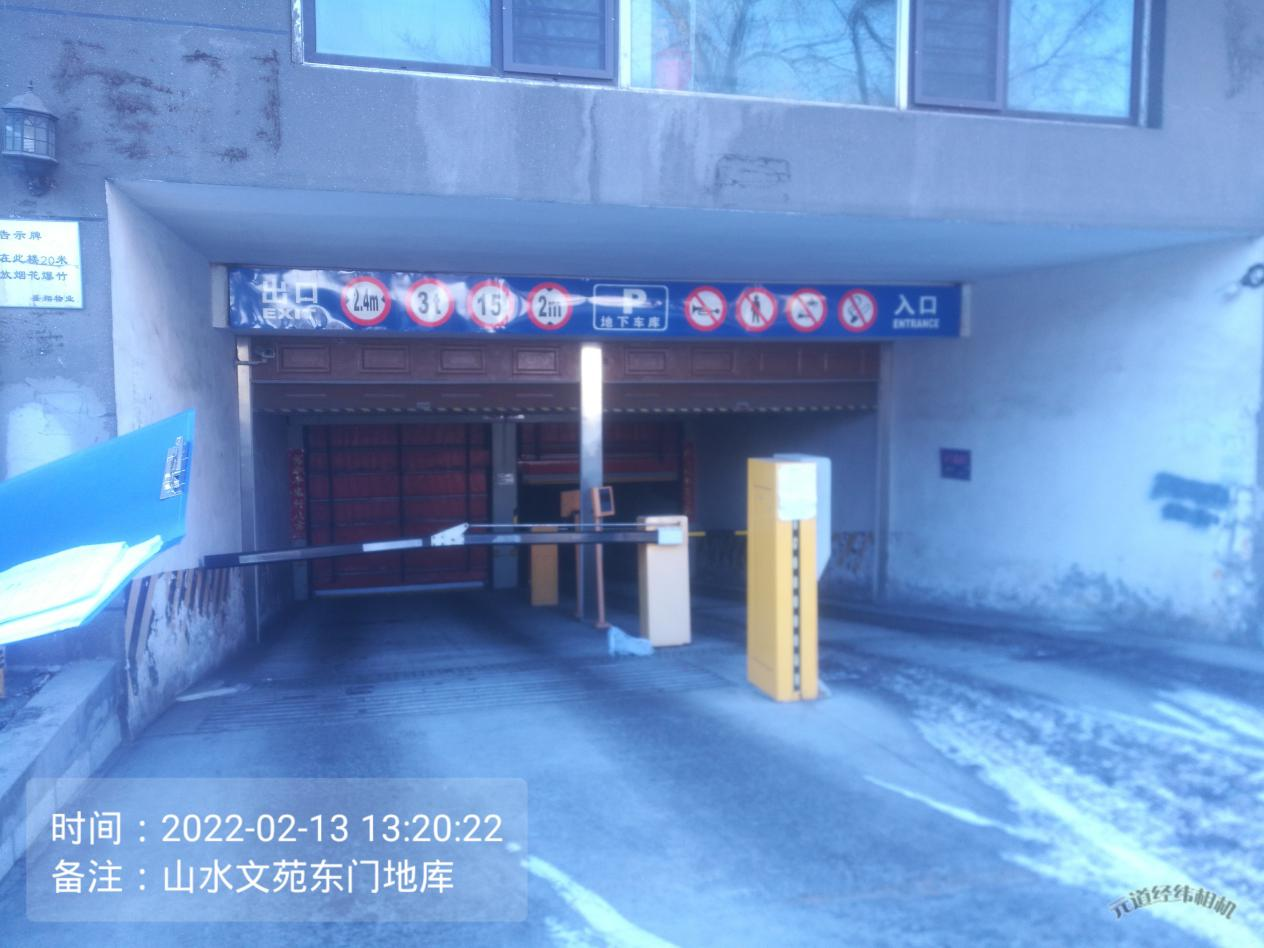 告示牌
在此楼20米
放烟花爆竹
出口
EXIT
2.4m
3t
15
2m
P
地下车库
入口
ENTRANCE
时间：2022-02-13 13:20:22
备注：山水文苑东门地库
元道经纬相机